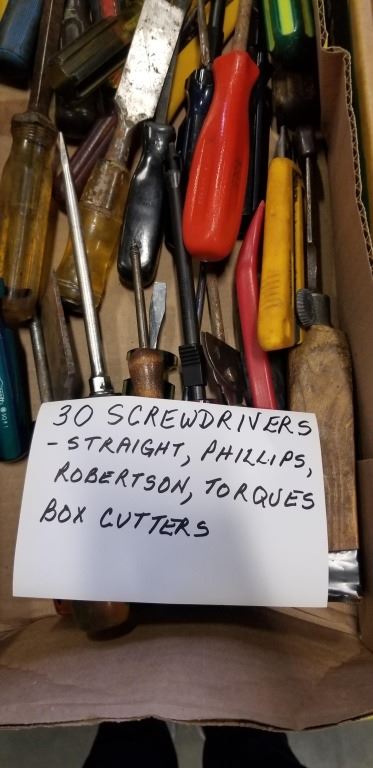 30 SCREWDRIVERS
- STRAIGHT, PHILLIPS,
ROBERTSON, TORQUES
BOX CUTTERS